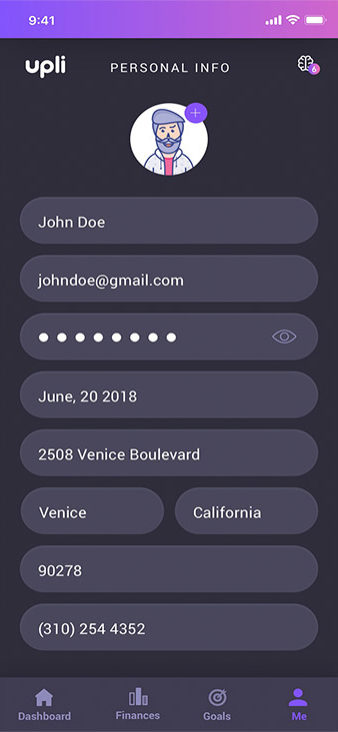 9:41
upli
PERSONAL INFO
6
John Doe
johndoe@gmail.com
June, 20 2018
2508 Venice Boulevard
Venice
California
90278
(310) 254 4352
Dashboard
Finances
Goals
Me